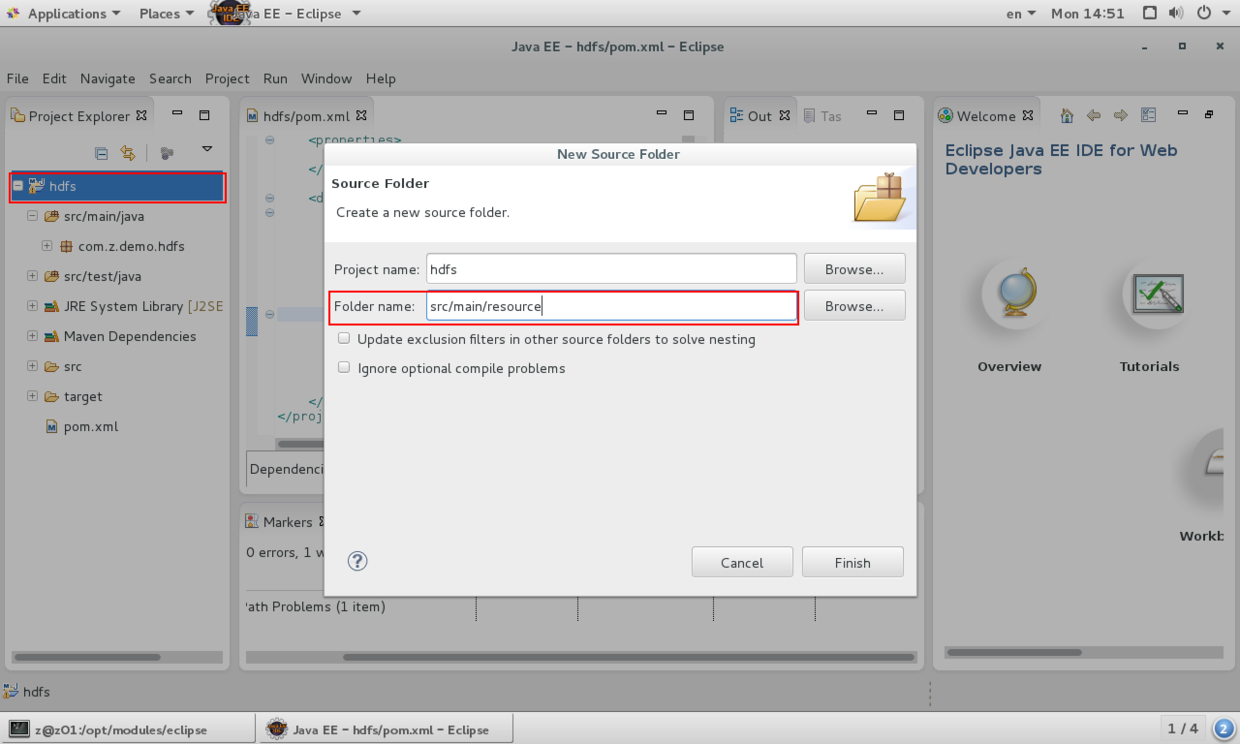 Applications Places Java EE – Eclipse en Mon 14:51
Java EE – hdfs/pom.xml – Eclipse
File Edit Navigate Search Project Run Window Help
Project Explorer
hdfs
src/main/java
com.z.demo.hdfs
src/test/java
JRE System Library [J2SE
Maven Dependencies
src
target
pom.xml
hdfs/pom.xml
<properties>
</
<d
</
</proj
Dependenci
New Source Folder
Source Folder
Create a new source folder.
Project name: hdfs Browse...
Folder name: src/main/resource Browse...
Update exclusion filters in other source folders to solve nesting
Ignore optional compile problems
? Cancel Finish
Out Tas
Welcome
Eclipse Java EE IDE for Web
Developers
Overview Tutorials
Workb
Markers
0 errors, 1 w
ath Problems (1 item)
hdfs
z@z01:/opt/modules/eclipse Java EE – hdfs/pom.xml – Eclipse 1 / 4 2